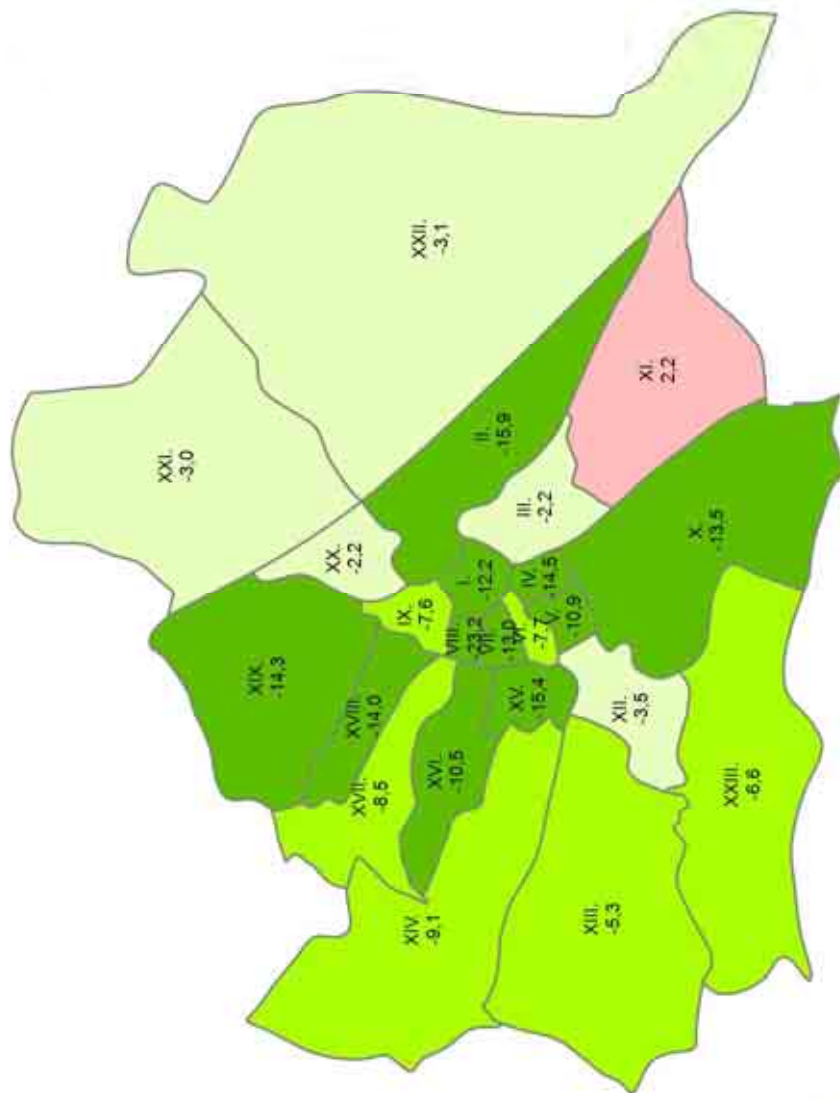 XXII.
-3,1
XI.
2,2
II.
-15,9
XXI.
-3,0
III.
-2,2
X.
-13,5
XX.
-2,2
I.
-12,2
IV.
-14,5
IX.
-7,6
V.
-10,9
VIII.
-23,2
VII.
-13,0
VI.
-7,7
XIX.
-14,3
XVIII.
-14,0
XV.
-15,4
XII.
-3,5
XVII.
-8,5
XVI.
-10,5
XXIII.
-6,6
XIV.
-9,1
XIII.
-5,3